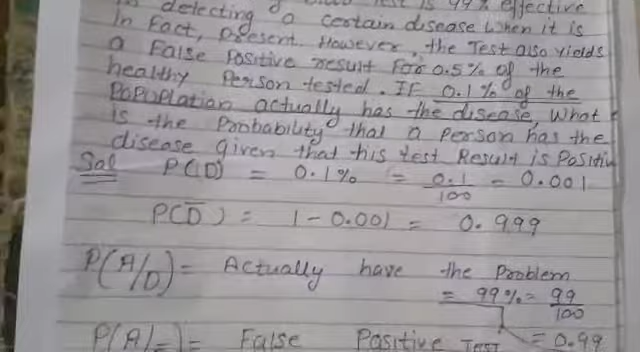 detecting a certain disease when it is
In fact, present. However, the Test also yields
a False Positive result For 0.5% of the
healthy Person tested. IF 0.1% of the
Population actually has the disease, What
is the Probability that a person has the
disease given that his test Result is Positiv
Sol P(D) = 0.1% = 0.1/100 = 0.001
P(D̅) = 1 - 0.001 = 0.999
P(A/D) = Actually have the Problem
= 99% = 99/100
= 0.99
P(A/ = False Positive Test